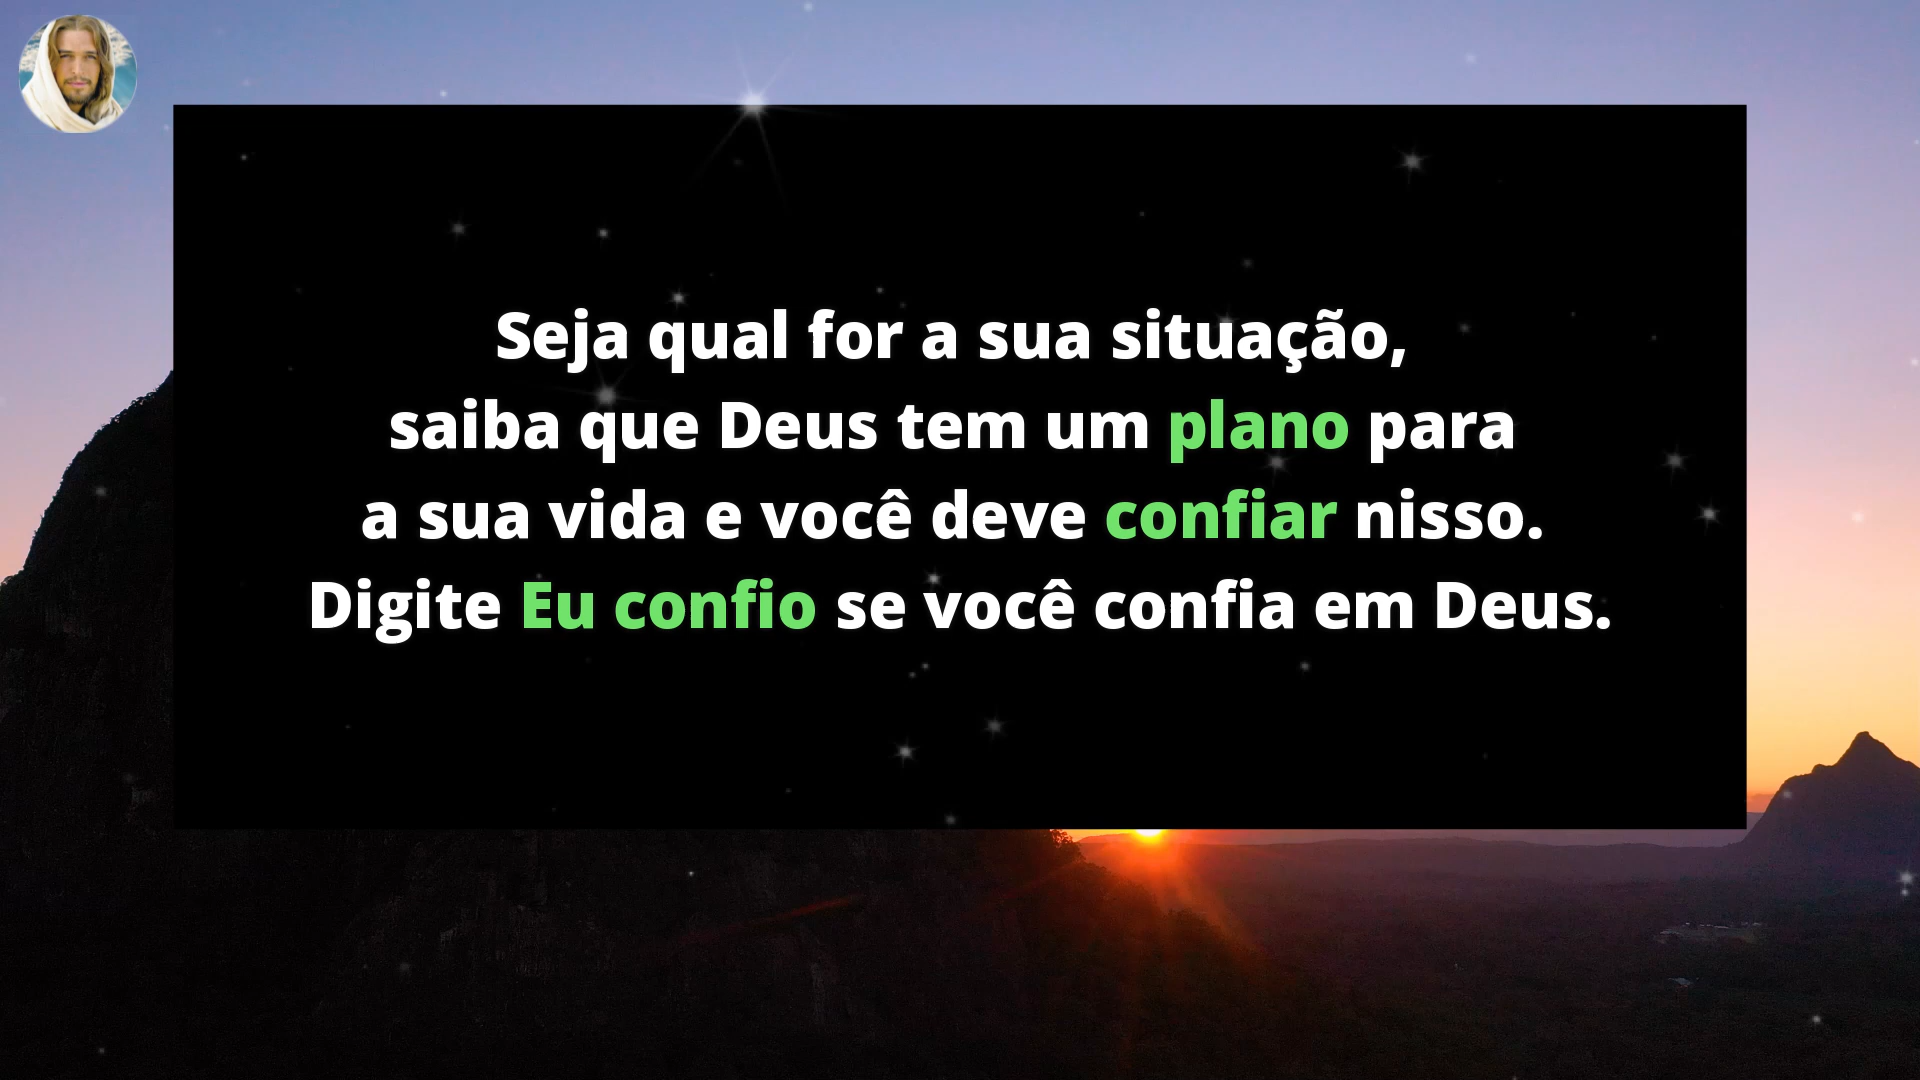 Seja qual for a sua situação,
saiba que Deus tem um plano para
a sua vida e você deve confiar nisso.
Digite Eu confio se você confia em Deus.